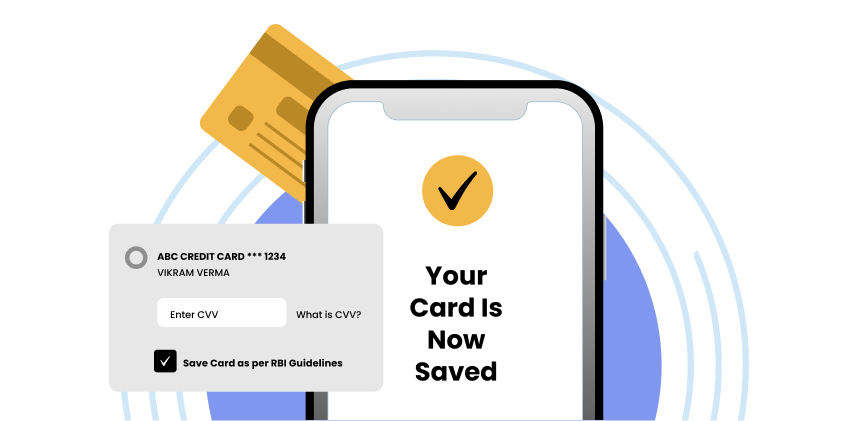 ABC CREDIT CARD *** 1234
VIKRAM VERMA
Enter CVV
What is CVV?
Save Card as per RBI Guidelines
Your
Card Is
Now
Saved